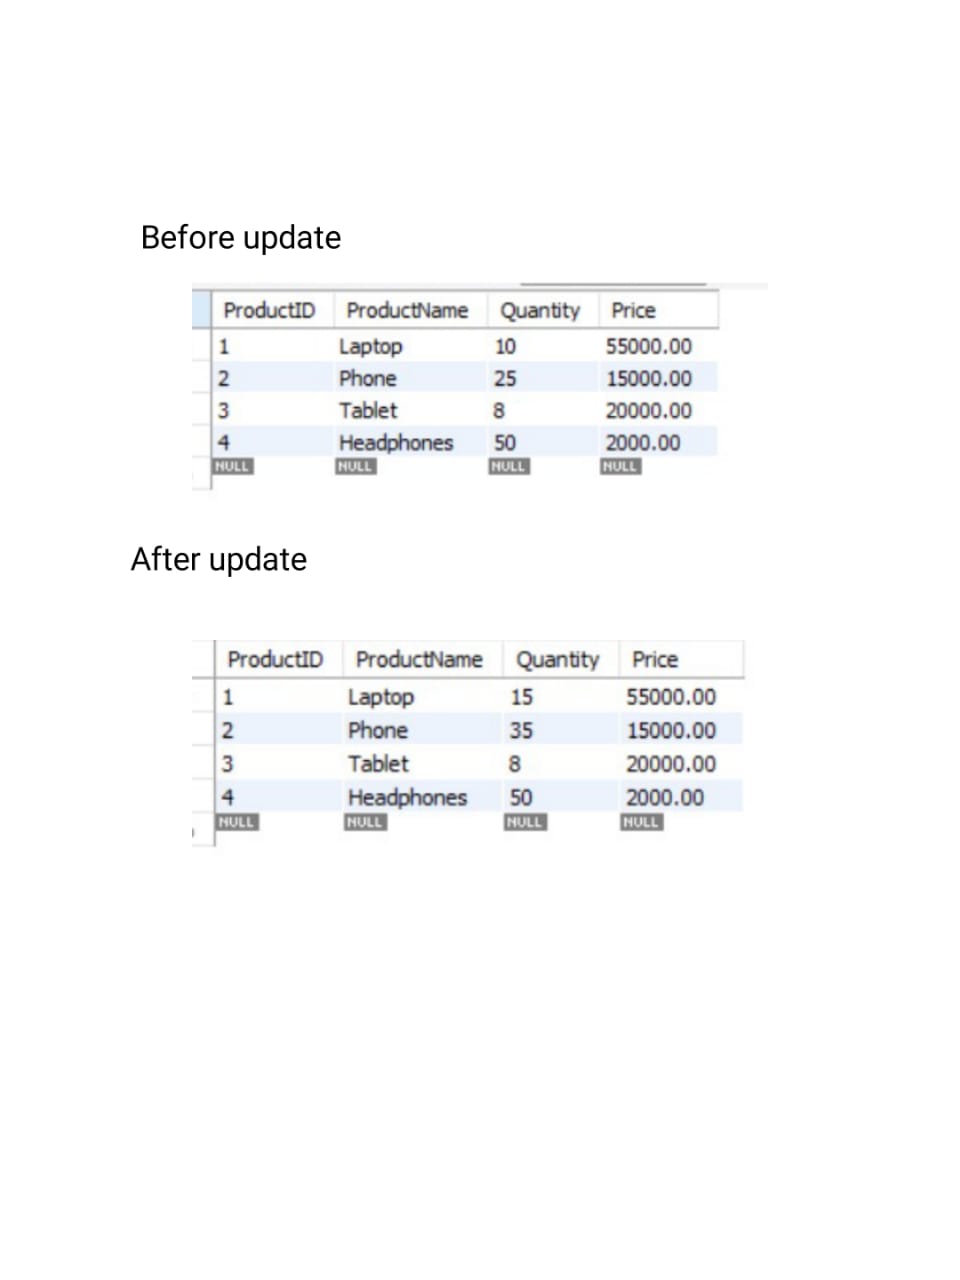 Before update
ProductID ProductName Quantity Price
1 Laptop 10 55000.00
2 Phone 25 15000.00
3 Tablet 8 20000.00
4 Headphones 50 2000.00
NULL NULL NULL NULL
After update
ProductID ProductName Quantity Price
1 Laptop 15 55000.00
2 Phone 35 15000.00
3 Tablet 8 20000.00
4 Headphones 50 2000.00
NULL NULL NULL NULL